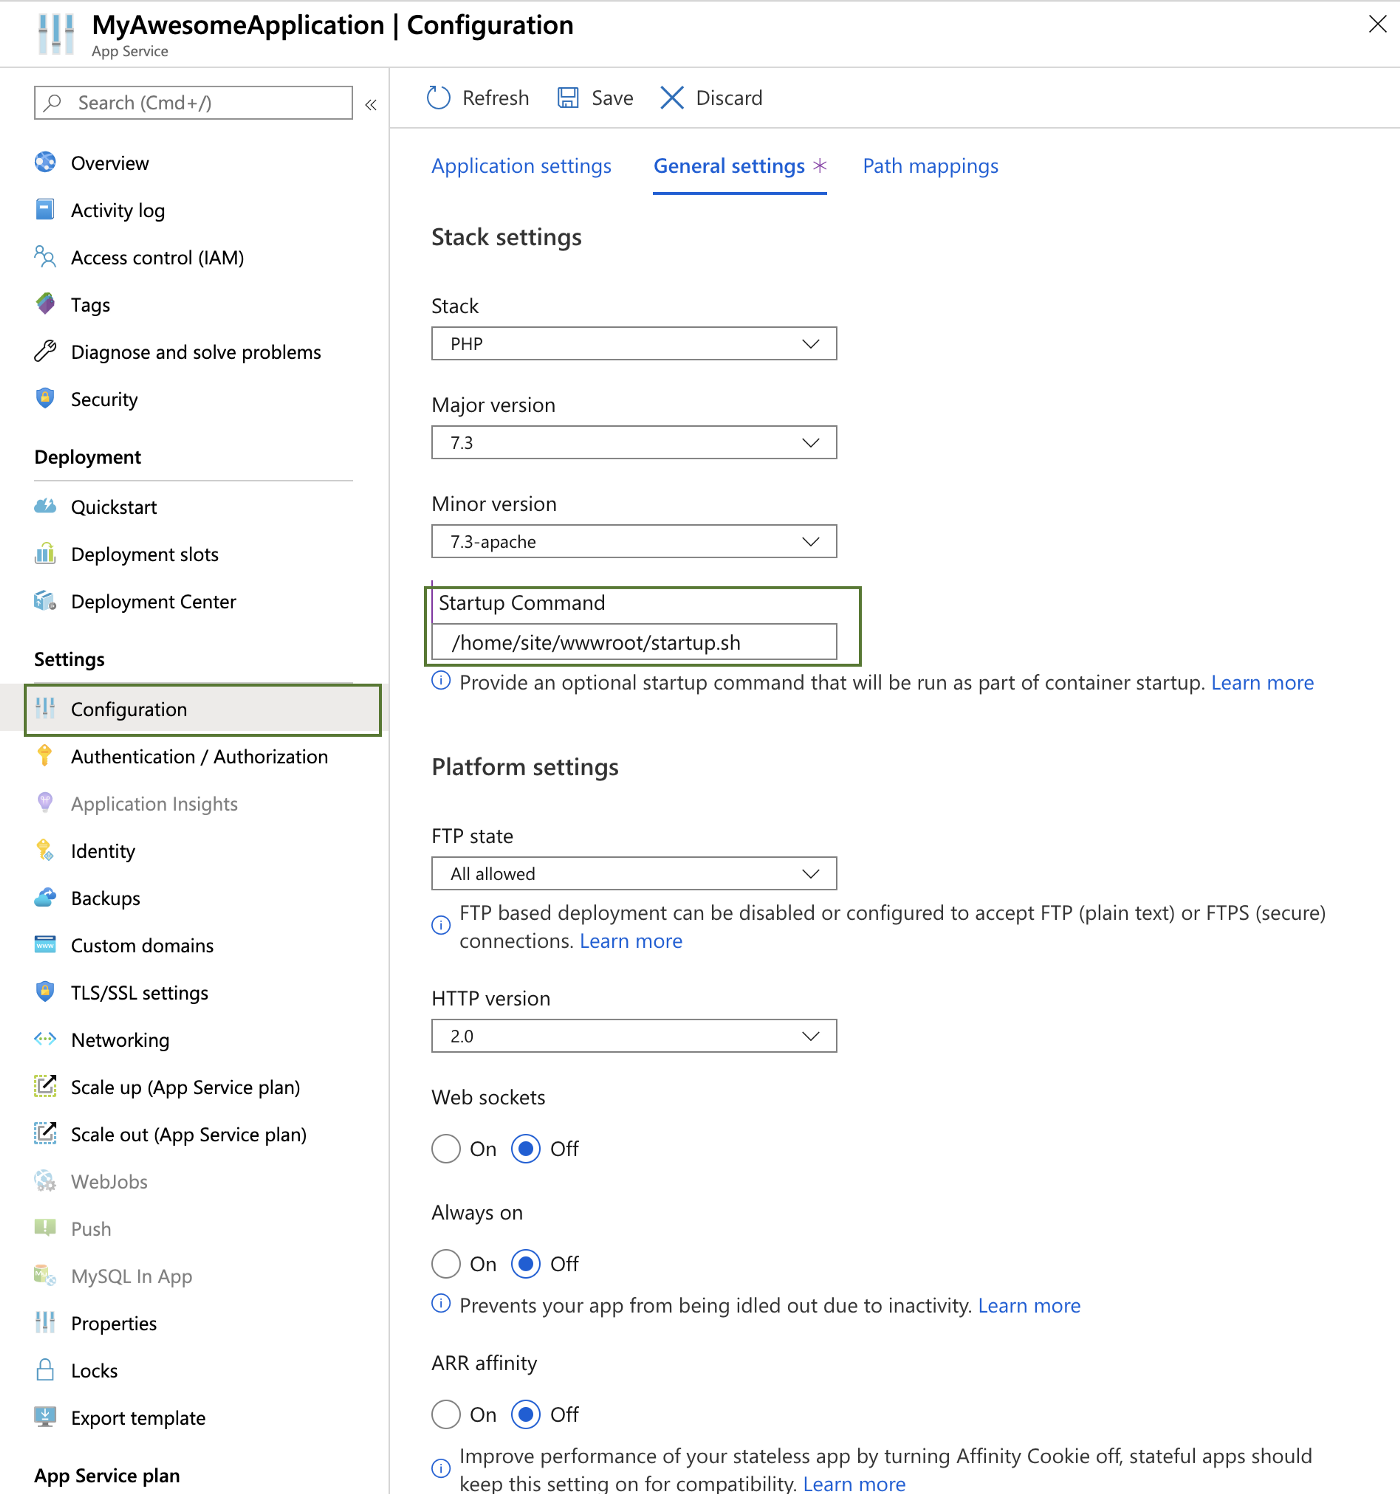 MyAwesomeApplication | Configuration
App Service
Search (Cmd+/)
«
Overview
Activity log
Access control (IAM)
Tags
Diagnose and solve problems
Security
Deployment
Quickstart
Deployment slots
Deployment Center
Settings
Configuration
Authentication / Authorization
Application Insights
Identity
Backups
Custom domains
TLS/SSL settings
Networking
Scale up (App Service plan)
Scale out (App Service plan)
WebJobs
Push
MySQL In App
Properties
Locks
Export template
App Service plan
Refresh Save Discard
Application settings General settings * Path mappings
Stack settings
Stack
PHP
Major version
7.3
Minor version
7.3-apache
Startup Command
/home/site/wwwroot/startup.sh
Provide an optional startup command that will be run as part of container startup. Learn more
Platform settings
FTP state
All allowed
FTP based deployment can be disabled or configured to accept FTP (plain text) or FTPS (secure)
connections. Learn more
HTTP version
2.0
Web sockets
On Off
Always on
On Off
Prevents your app from being idled out due to inactivity. Learn more
ARR affinity
On Off
Improve performance of your stateless app by turning Affinity Cookie off, stateful apps should
keep this setting on for compatibility. Learn more